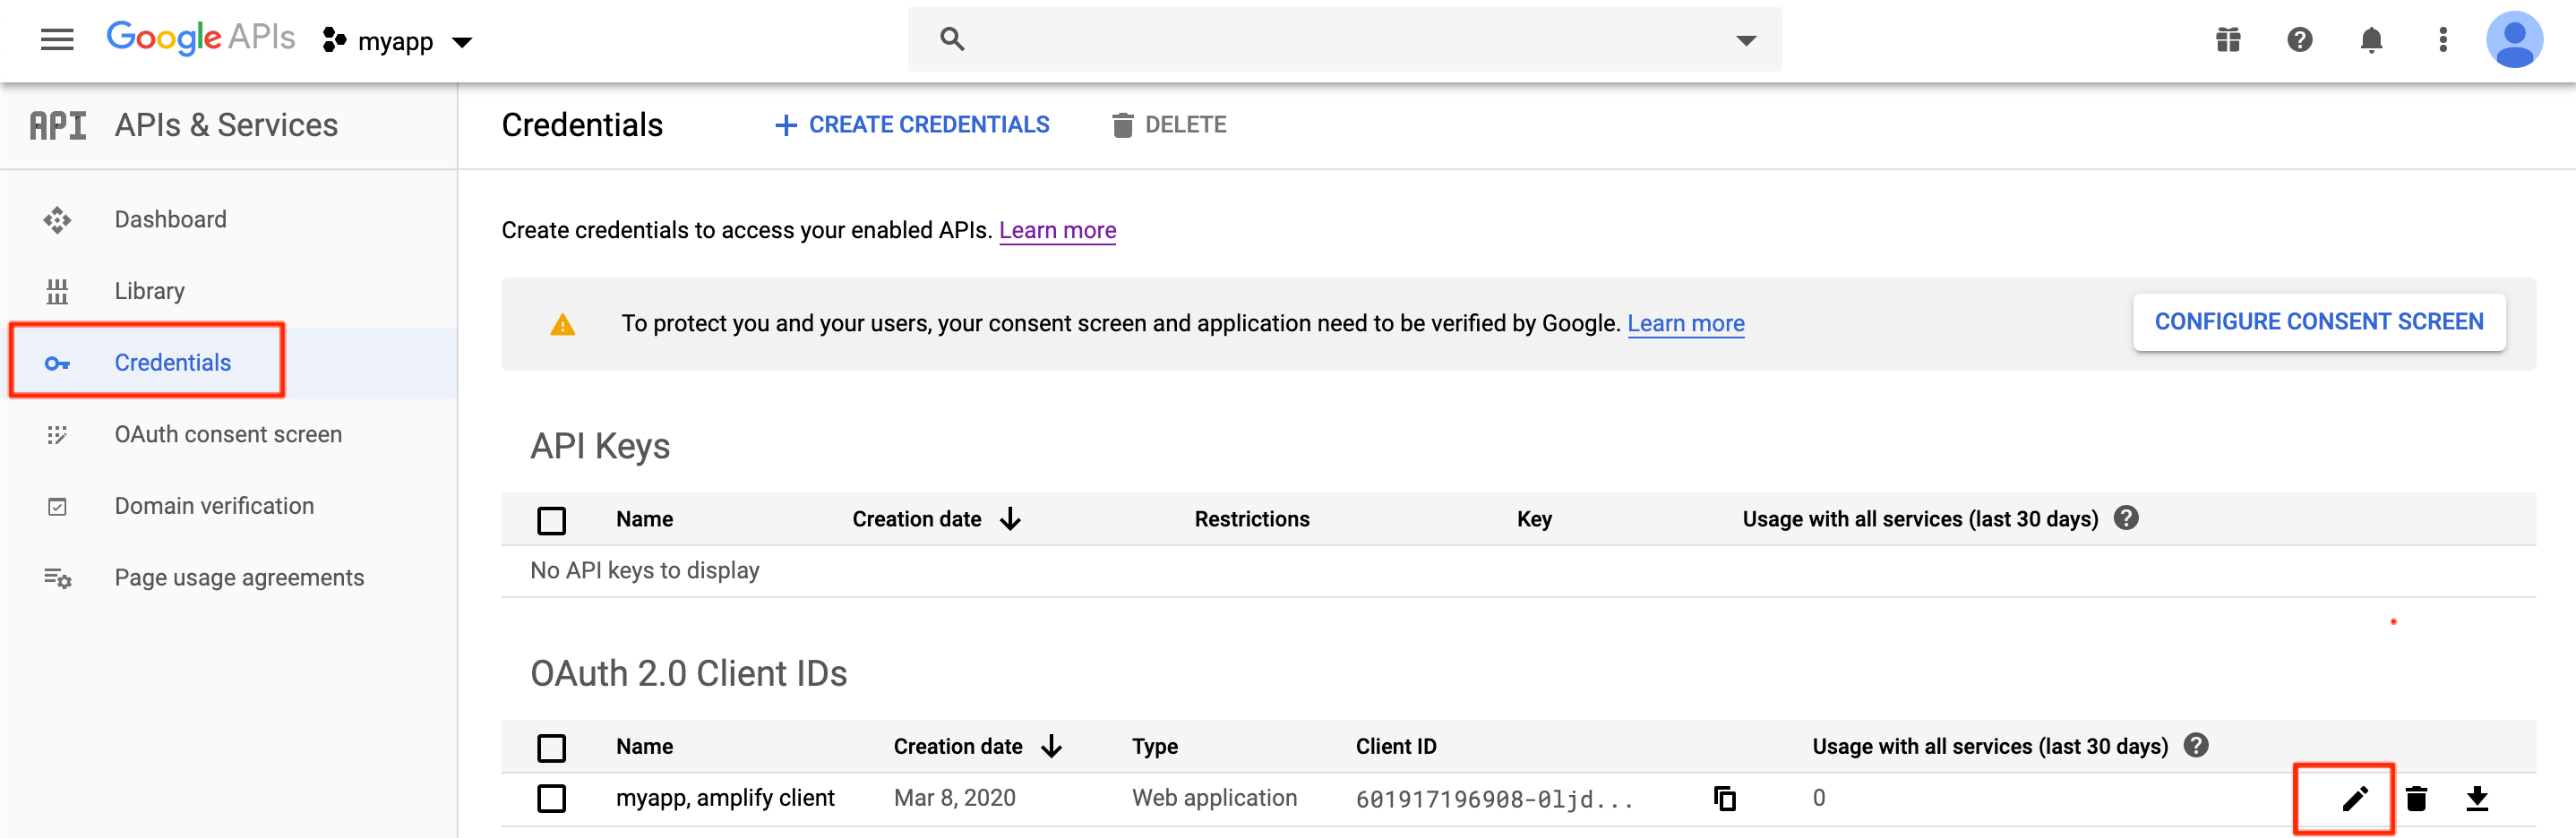 Google APIs myapp
API APIs & Services
Credentials + CREATE CREDENTIALS DELETE
Dashboard
Library
Credentials
OAuth consent screen
Domain verification
Page usage agreements
Create credentials to access your enabled APIs. Learn more
To protect you and your users, your consent screen and application need to be verified by Google. Learn more CONFIGURE CONSENT SCREEN
API Keys
Name Creation date Restrictions Key Usage with all services (last 30 days)
No API keys to display
OAuth 2.0 Client IDs
Name Creation date Type Client ID Usage with all services (last 30 days)
myapp, amplify client Mar 8, 2020 Web application 601917196908-0ljd... 0